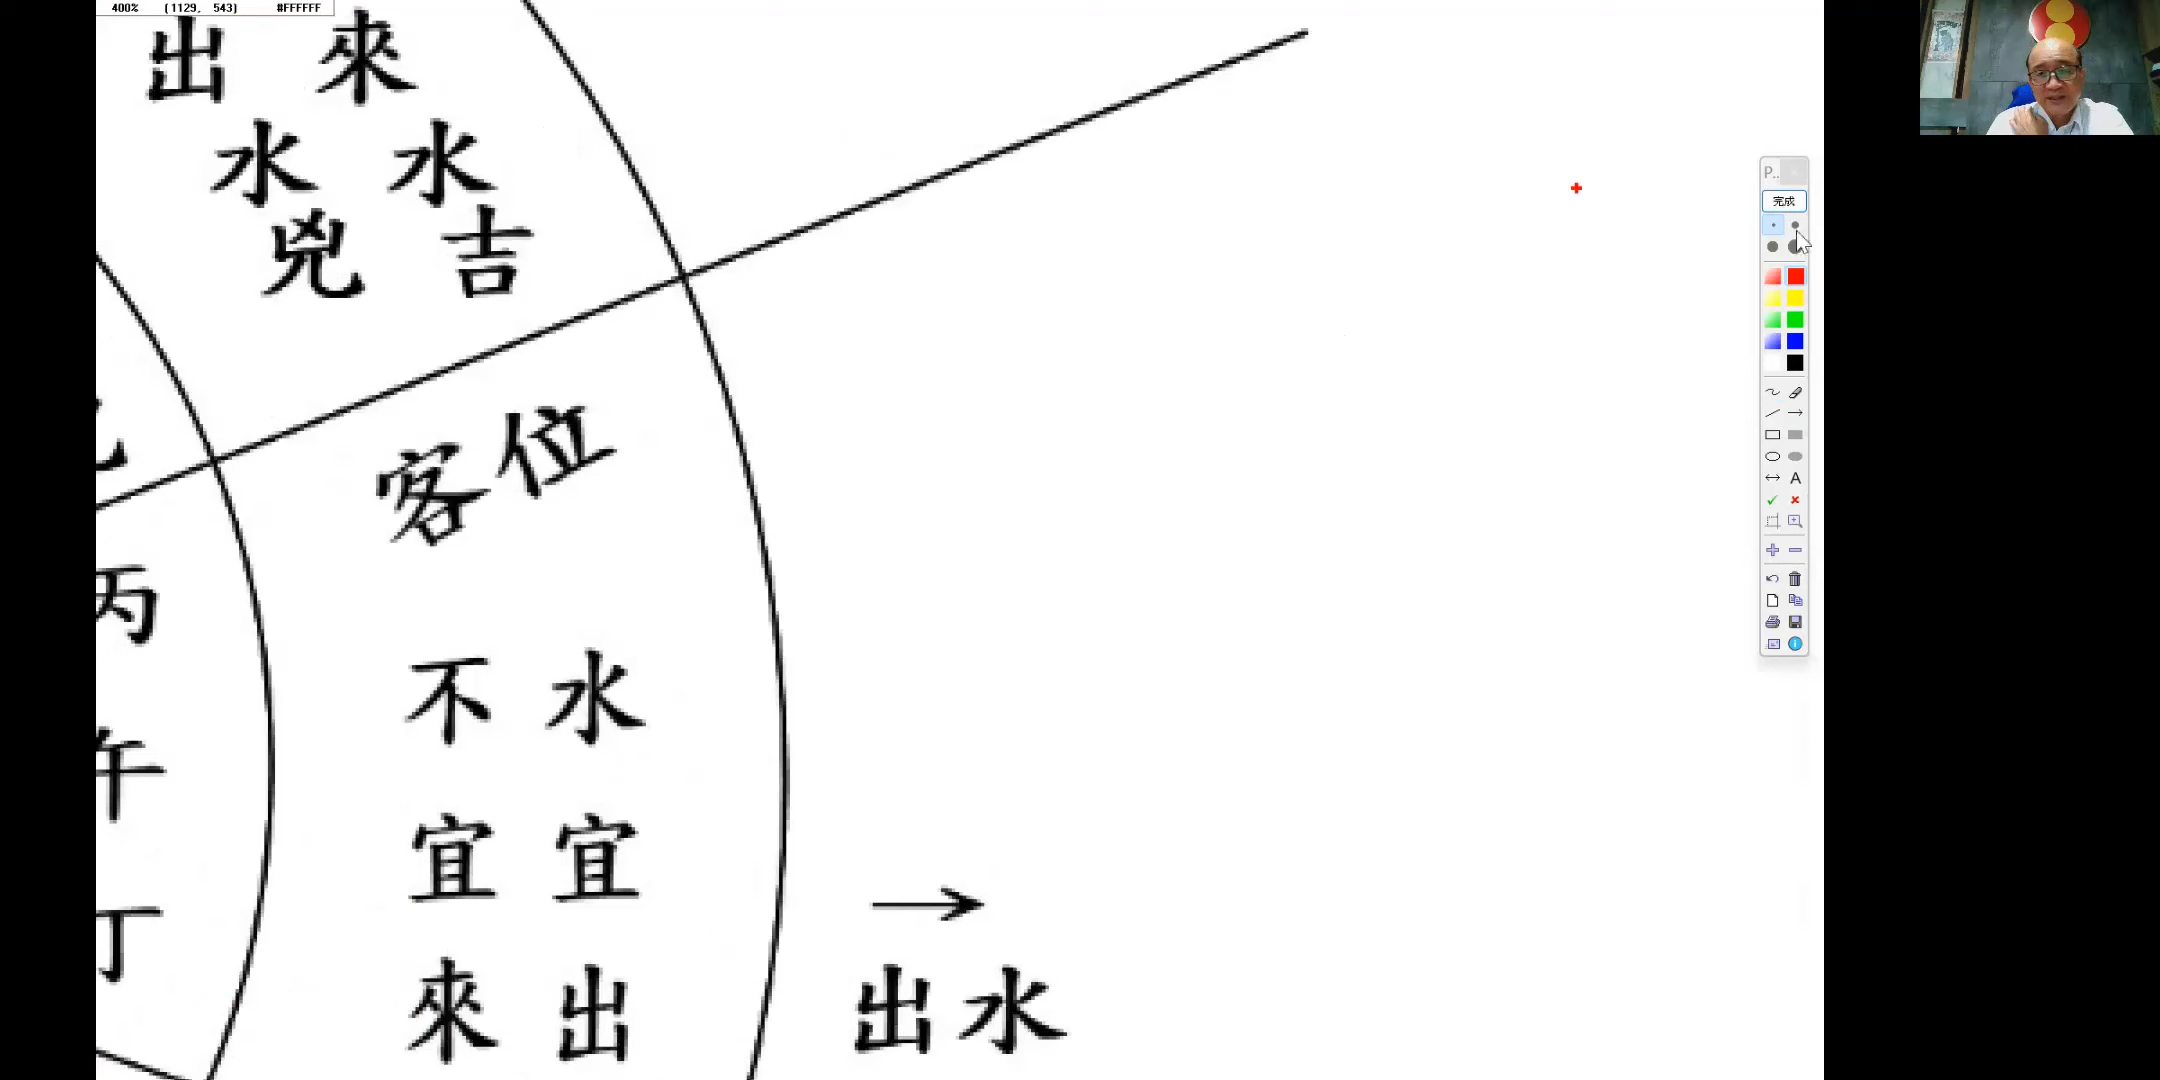 400% (1129, 543) #FFFFFF
出 來
水 水
兇 吉
P..
完成
客位
丙
不 水
午
宜 宜
丁
來 出
→
出水
A